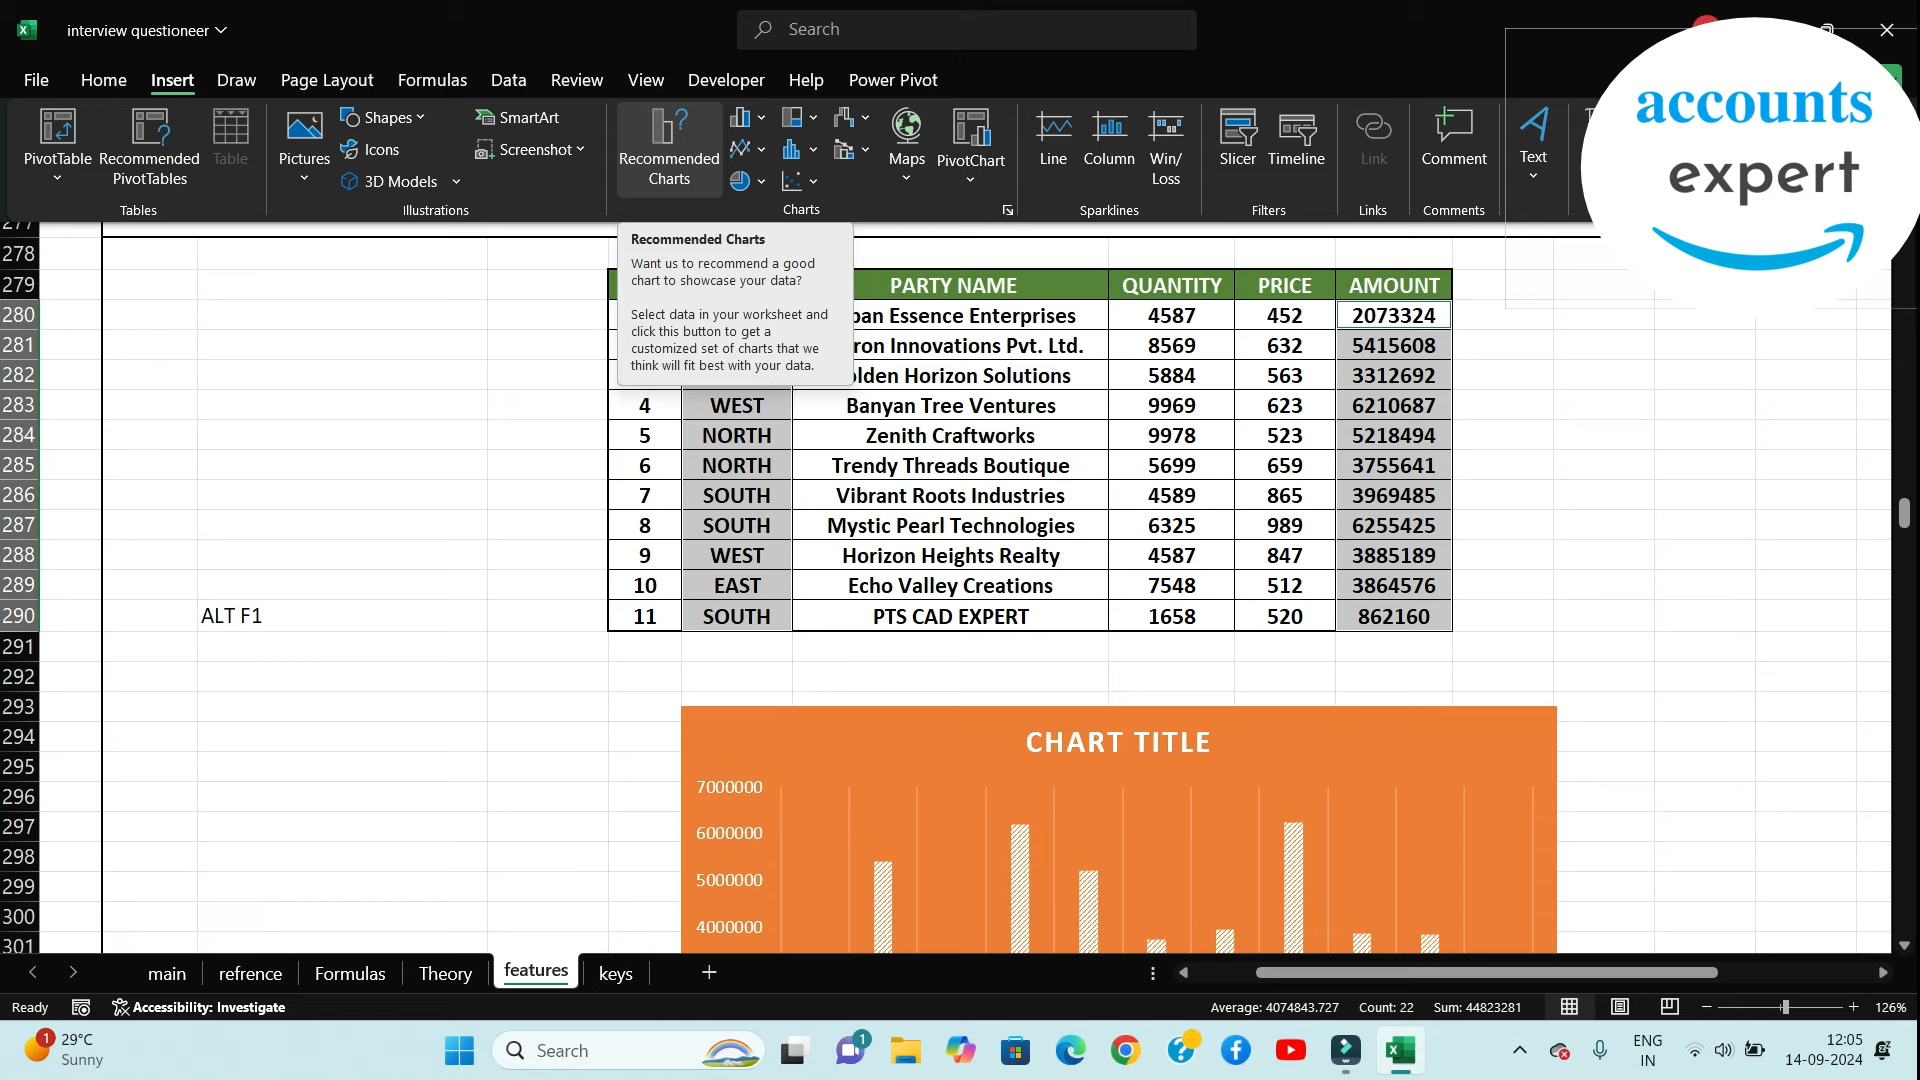 interview questioneer
Search
File Home Insert Draw Page Layout Formulas Data Review View Developer Help Power Pivot
PivotTable
Recommended PivotTables
Table
Tables
Pictures
Shapes
Icons
3D Models
SmartArt
Screenshot
Illustrations
Recommended Charts
Maps
PivotChart
Charts
Line
Column
Win/ Loss
Sparklines
Slicer
Timeline
Filters
Link
Links
Comment
Comments
Text
accounts
expert
Recommended Charts
Want us to recommend a good
chart to showcase your data?
Select data in your worksheet and
click this button to get a
customized set of charts that we
think will fit best with your data.
277
278
279 PARTY NAME QUANTITY PRICE AMOUNT
280 Essence Enterprises 4587 452 2073324
281 Innovations Pvt. Ltd. 8569 632 5415608
282 Horizon Solutions 5884 563 3312692
283 4 WEST Banyan Tree Ventures 9969 623 6210687
284 5 NORTH Zenith Craftworks 9978 523 5218494
285 6 NORTH Trendy Threads Boutique 5699 659 3755641
286 7 SOUTH Vibrant Roots Industries 4589 865 3969485
287 8 SOUTH Mystic Pearl Technologies 6325 989 6255425
288 9 WEST Horizon Heights Realty 4587 847 3885189
289 10 EAST Echo Valley Creations 7548 512 3864576
290 ALT F1 11 SOUTH PTS CAD EXPERT 1658 520 862160
291
292
293
294
295
296
297
298
299
300
301
CHART TITLE
7000000
6000000
5000000
4000000
main refrence Formulas Theory features keys
Ready
Accessibility: Investigate
Average: 4074843.727 Count: 22 Sum: 44823281
126%
1
29°C
Sunny
Search
1
ENG
IN
12:05
14-09-2024